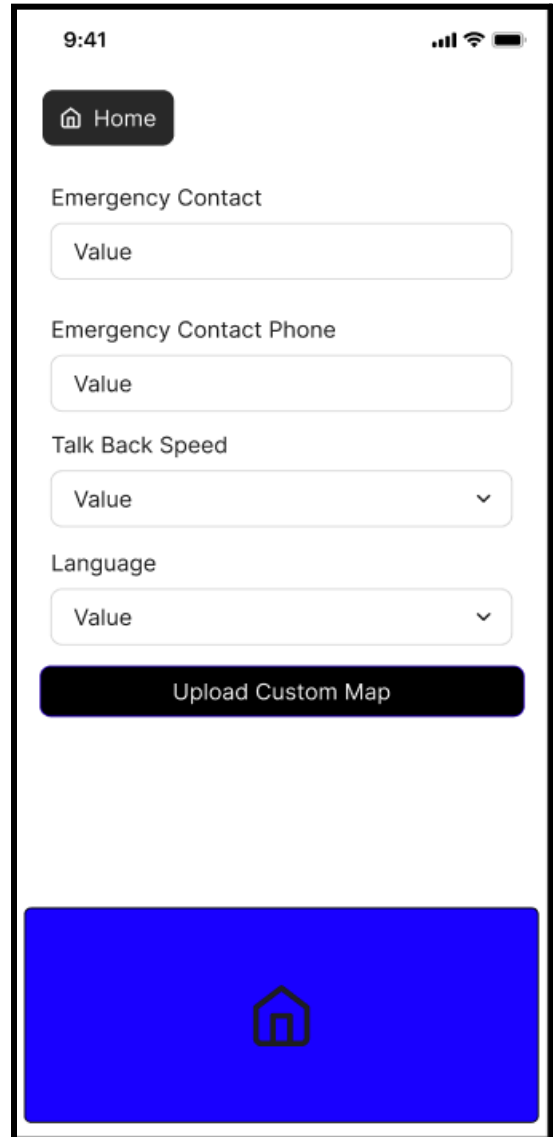 9:41
Home
Emergency Contact
Value
Emergency Contact Phone
Value
Talk Back Speed
Value
Language
Value
Upload Custom Map